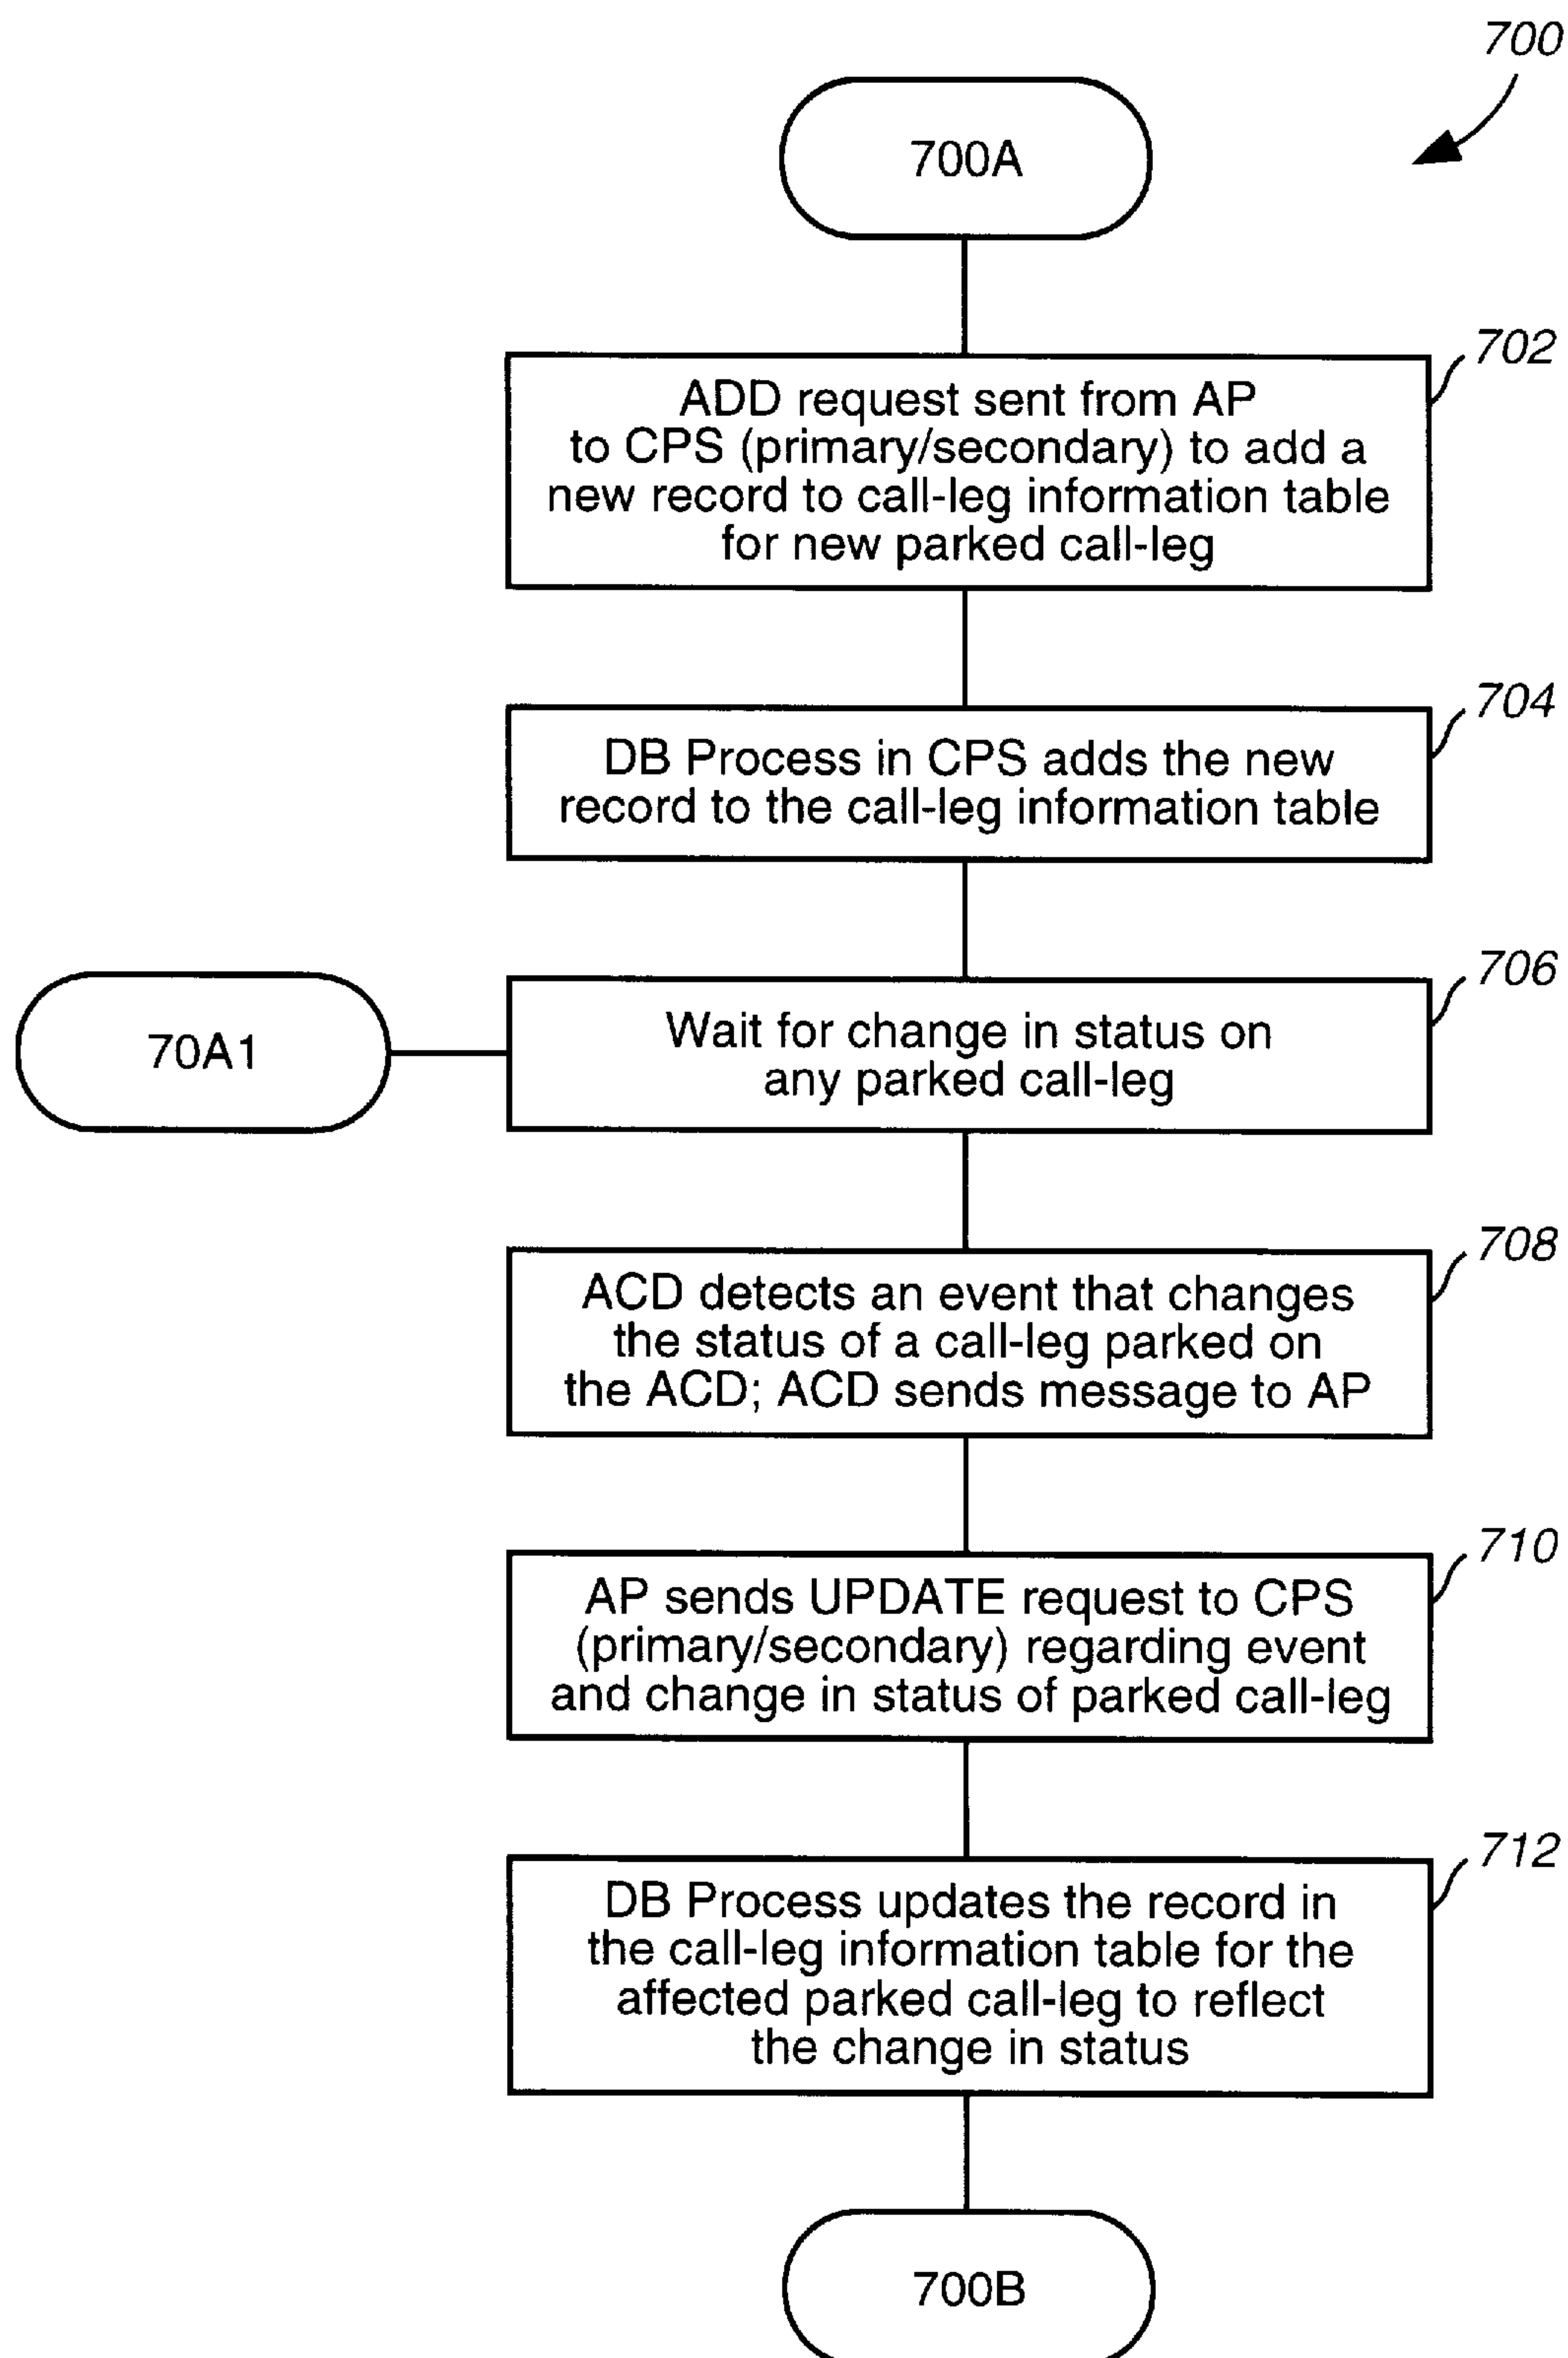 700
700A
702
ADD request sent from AP
to CPS (primary/secondary) to add a
new record to call-leg information table
for new parked call-leg
704
DB Process in CPS adds the new
record to the call-leg information table
706
70A1
Wait for change in status on
any parked call-leg
708
ACD detects an event that changes
the status of a call-leg parked on
the ACD; ACD sends message to AP
710
AP sends UPDATE request to CPS
(primary/secondary) regarding event
and change in status of parked call-leg
712
DB Process updates the record in
the call-leg information table for the
affected parked call-leg to reflect
the change in status
700B